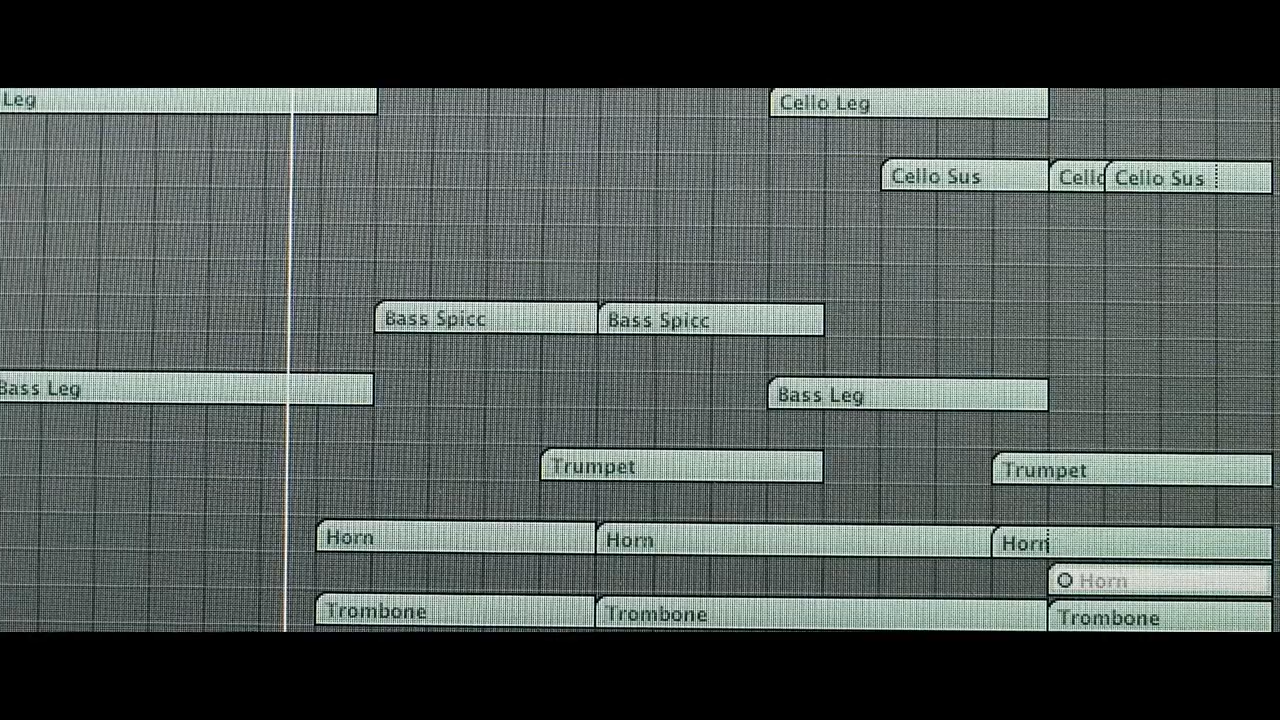 Leg
Cello Leg
Cello Sus
Cello Sus
Bass Spicc
Bass Spicc
Bass Leg
Bass Leg
Trumpet
Trumpet
Horn
Horn
Horn
Horn
Trombone
Trombone
Trombone